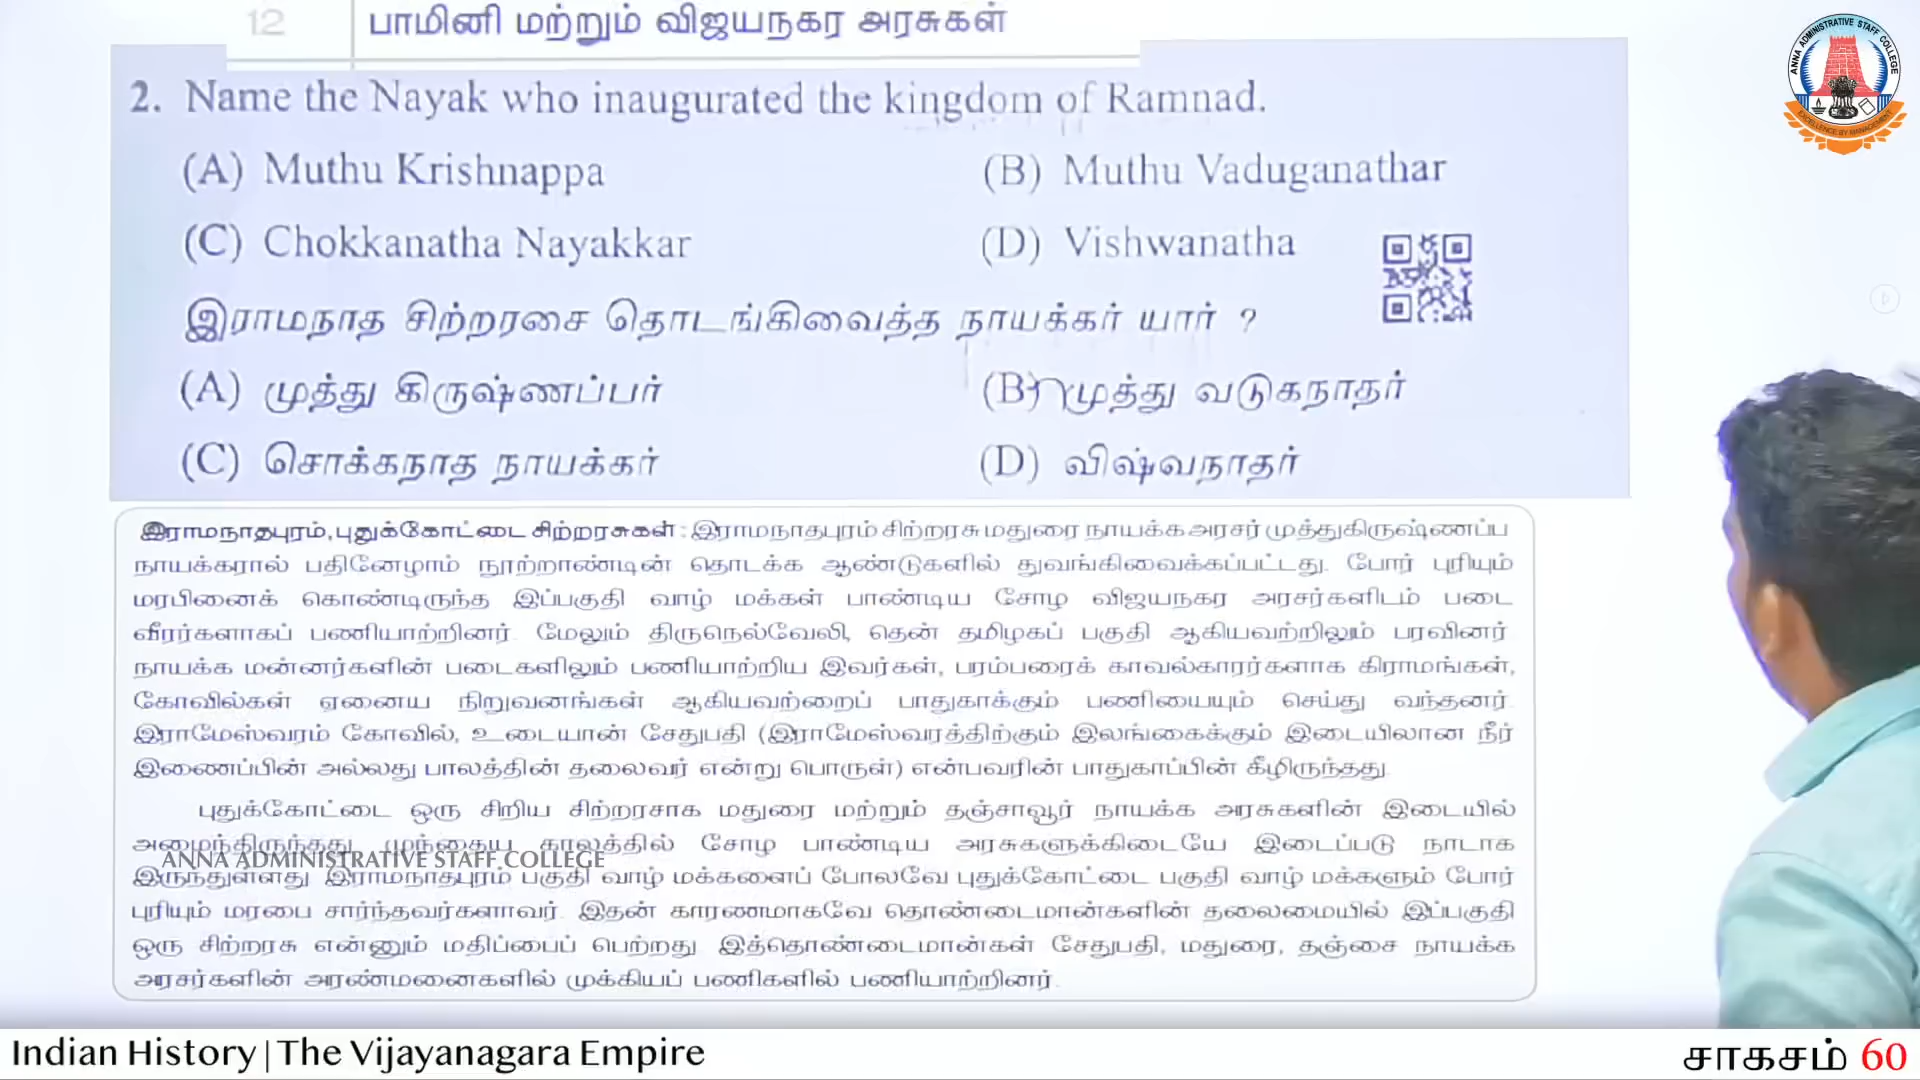 12 பாமினி மற்றும் விஜயநகர அரசுகள்
ANNA ADMINISTRATIVE STAFF COLLEGE
EXCELLENCE BY MANAGEMENT
2. Name the Nayak who inaugurated the kingdom of Ramnad.
(A) Muthu Krishnappa (B) Muthu Vaduganathar
(C) Chokkanatha Nayakkar (D) Vishwanatha
இராமநாத சிற்றரசை தொடங்கிவைத்த நாயக்கர் யார் ?
(A) முத்து கிருஷ்ணப்பர் (B) முத்து வடுகநாதர்
(C) சொக்கநாத நாயக்கர் (D) விஷ்வநாதர்
இராமநாதபுரம், புதுக்கோட்டை சிற்றரசுகள் : இராமநாதபுரம் சிற்றரசு மதுரை நாயக்க அரசர் முத்துகிருஷ்ணப்ப
நாயக்கரால் பதினேழாம் நூற்றாண்டின் தொடக்க ஆண்டுகளில் துவங்கிவைக்கப்பட்டது. போர் புரியும்
மரபினைக் கொண்டிருந்த இப்பகுதி வாழ் மக்கள் பாண்டிய சோழ விஜயநகர அரசர்களிடம் படை
வீரர்களாகப் பணியாற்றினர். மேலும் திருநெல்வேலி, தென் தமிழகப் பகுதி ஆகியவற்றிலும் பரவினர்.
நாயக்க மன்னர்களின் படைகளிலும் பணியாற்றிய இவர்கள், பரம்பரைக் காவல்காரர்களாக கிராமங்கள்,
கோவில்கள் ஏனைய நிறுவனங்கள் ஆகியவற்றைப் பாதுகாக்கும் பணியையும் செய்து வந்தனர்.
இராமேஸ்வரம் கோவில், உடையான் சேதுபதி (இராமேஸ்வரத்திற்கும் இலங்கைக்கும் இடையிலான நீர்
இணைப்பின் அல்லது பாலத்தின் தலைவர் என்று பொருள்) என்பவரின் பாதுகாப்பின் கீழிருந்தது.
புதுக்கோட்டை ஒரு சிறிய சிற்றரசாக மதுரை மற்றும் தஞ்சாவூர் நாயக்க அரசுகளின் இடையில்
அமைந்திருந்தது. முந்தைய காலத்தில் சோழ பாண்டிய அரசுகளுக்கிடையே இடைப்படு நாடாக
ANNA ADMINISTRATIVE STAFF COLLEGE
இருந்துள்ளது. இராமநாதபுரம் பகுதி வாழ் மக்களைப் போலவே புதுக்கோட்டை பகுதி வாழ் மக்களும் போர்
புரியும் மரபை சார்ந்தவர்களாவர். இதன் காரணமாகவே தொண்டைமான்களின் தலைமையில் இப்பகுதி
ஒரு சிற்றரசு என்னும் மதிப்பைப் பெற்றது. இத்தொண்டைமான்கள் சேதுபதி, மதுரை, தஞ்சை நாயக்க
அரசர்களின் அரண்மனைகளில் முக்கியப் பணிகளில் பணியாற்றினர்.
Indian History | The Vijayanagara Empire
சாகசம் 60